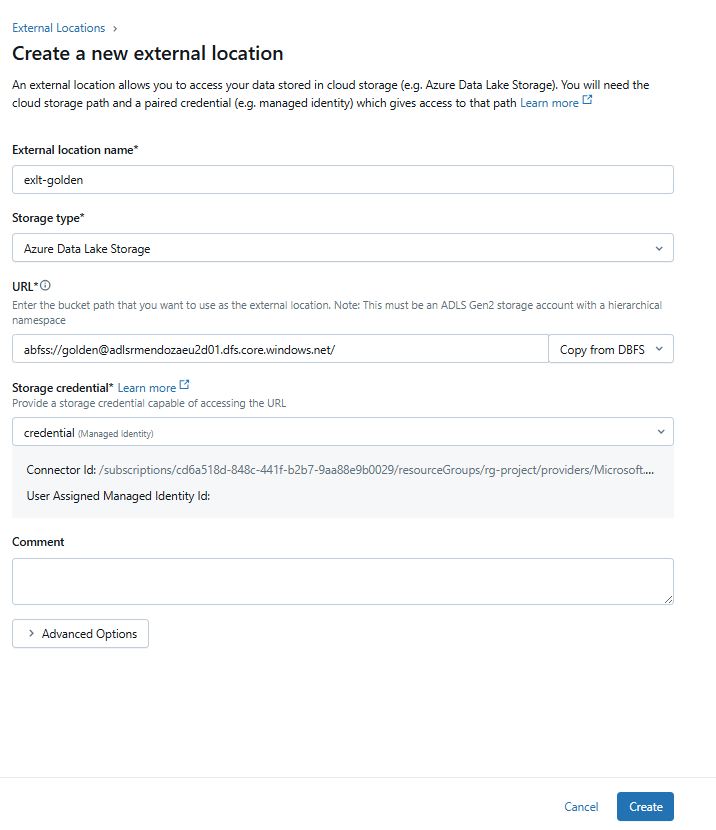 External Locations ›
Create a new external location
An external location allows you to access your data stored in cloud storage (e.g. Azure Data Lake Storage). You will need the
cloud storage path and a paired credential (e.g. managed identity) which gives access to that path Learn more
External location name*
exlt-golden
Storage type*
Azure Data Lake Storage
URL*
Enter the bucket path that you want to use as the external location. Note: This must be an ADLS Gen2 storage account with a hierarchical
namespace
abfss://golden@adlsrmendozaeu2d01.dfs.core.windows.net/ Copy from DBFS
Storage credential* Learn more
Provide a storage credential capable of accessing the URL
credential (Managed Identity)
Connector Id: /subscriptions/cd6a518d-848c-441f-b2b7-9aa88e9b0029/resourceGroups/rg-project/providers/Microsoft....
User Assigned Managed Identity Id:
Comment
Advanced Options
Cancel Create